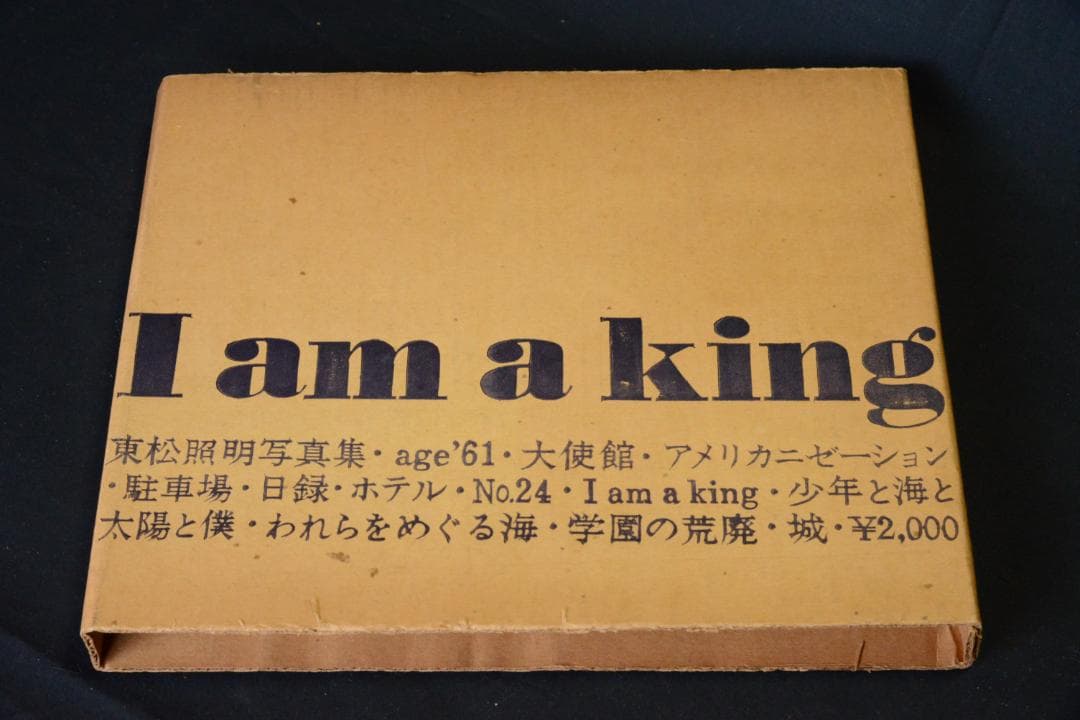 I am a king
東松照明写真集・age'61・大使館・アメリカニゼーション
・駐車場・日録・ホテル・No.24・I am a king・少年と海と
太陽と僕・われらをめぐる海・学園の荒廃・城・¥2,000